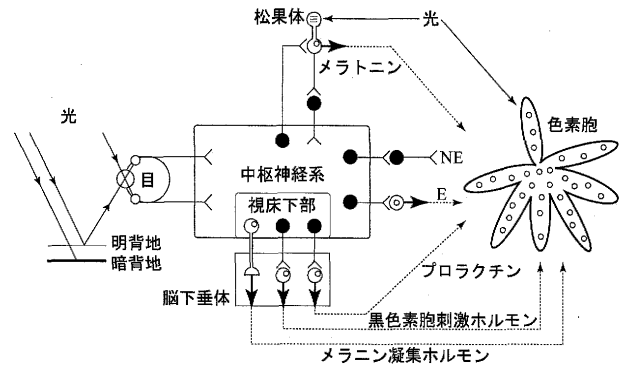 松果体
光
メラトニン
光
色素胞
目
中枢神経系
NE
視床下部
E
明背地
暗背地
プロラクチン
脳下垂体
黒色素胞刺激ホルモン
メラニン凝集ホルモン